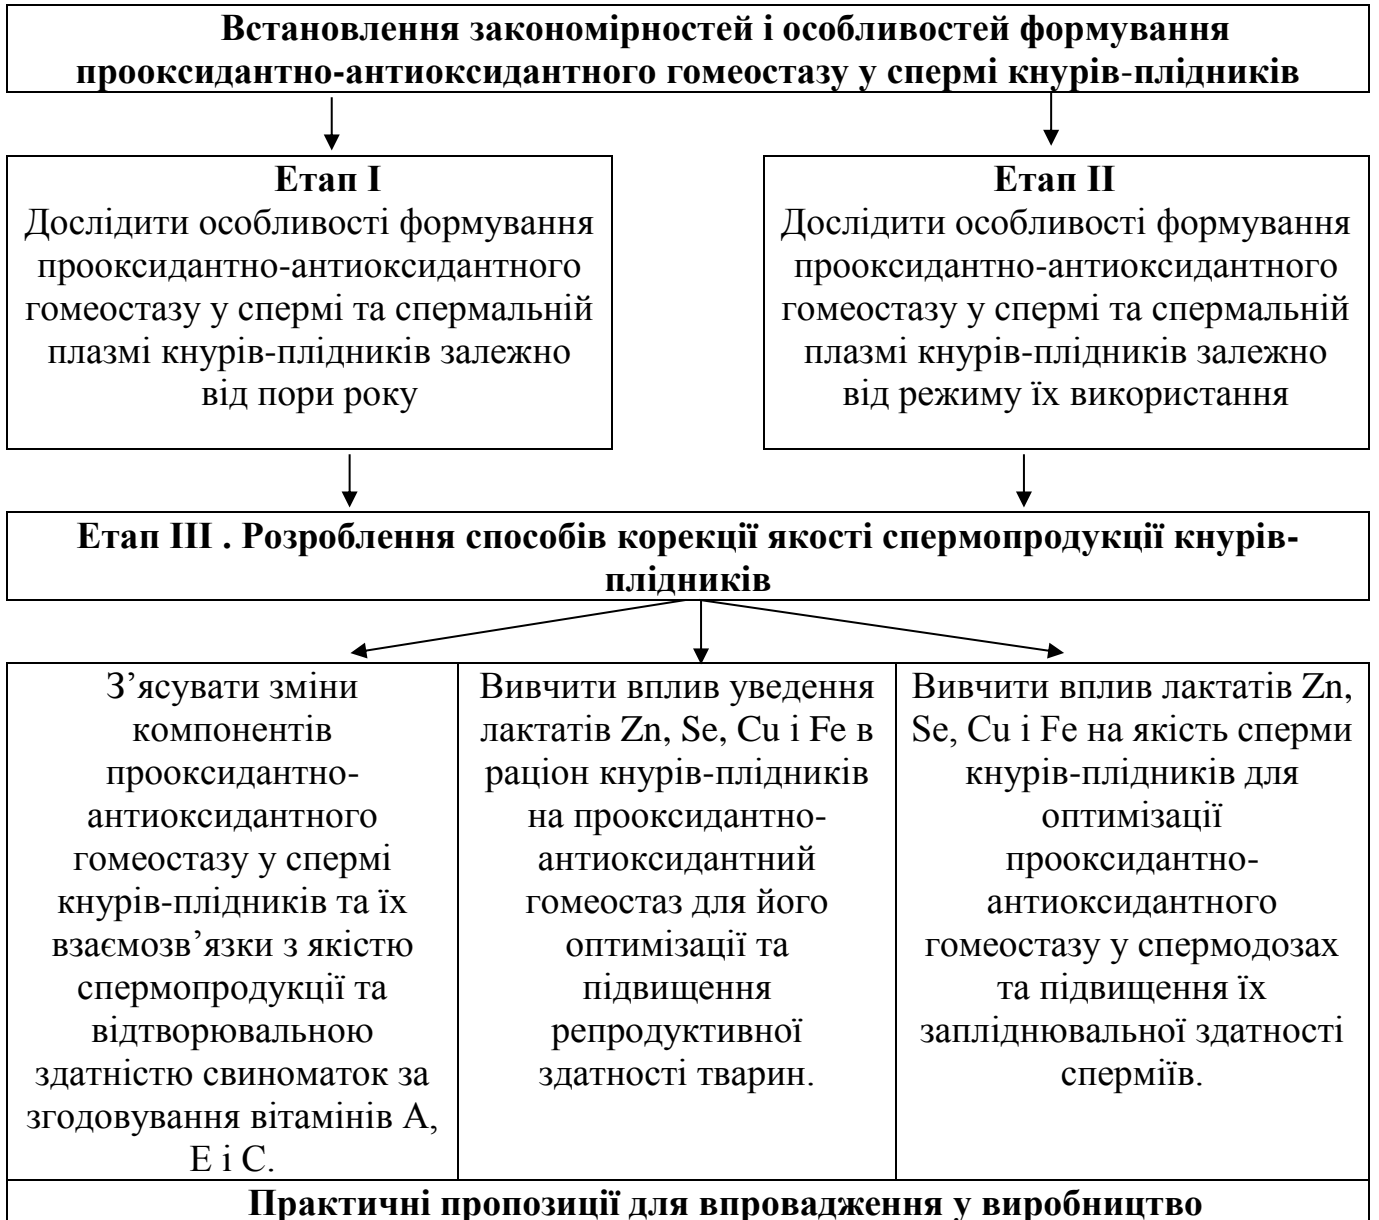 Встановлення закономірностей і особливостей формування
прооксидантно-антиоксидантного гомеостазу у спермі кнурів-плідників
Етап I
Дослідити особливості формування
прооксидантно-антиоксидантного
гомеостазу у спермі та спермальній
плазмі кнурів-плідників залежно
від пори року
Етап II
Дослідити особливості формування
прооксидантно-антиоксидантного
гомеостазу у спермі та спермальній
плазмі кнурів-плідників залежно
від режиму їх використання
Етап III . Розроблення способів корекції якості спермопродукції кнурів-
плідників
З’ясувати зміни
компонентів
прооксидантно-
антиоксидантного
гомеостазу у спермі
кнурів-плідників та їх
взаємозв’язки з якістю
спермопродукції та
відтворювальною
здатністю свиноматок за
згодовування вітамінів А,
Е і С.
Вивчити вплив уведення
лактатів Zn, Se, Cu і Fe в
раціон кнурів-плідників
на прооксидантно-
антиоксидантний
гомеостаз для його
оптимізації та
підвищення
репродуктивної
здатності тварин.
Вивчити вплив лактатів Zn,
Se, Cu і Fe на якість сперми
кнурів-плідників для
оптимізації
прооксидантно-
антиоксидантного
гомеостазу у спермодозах
та підвищення їх
запліднювальної здатності
сперміїв.
Практичні пропозиції для впровадження у виробництво